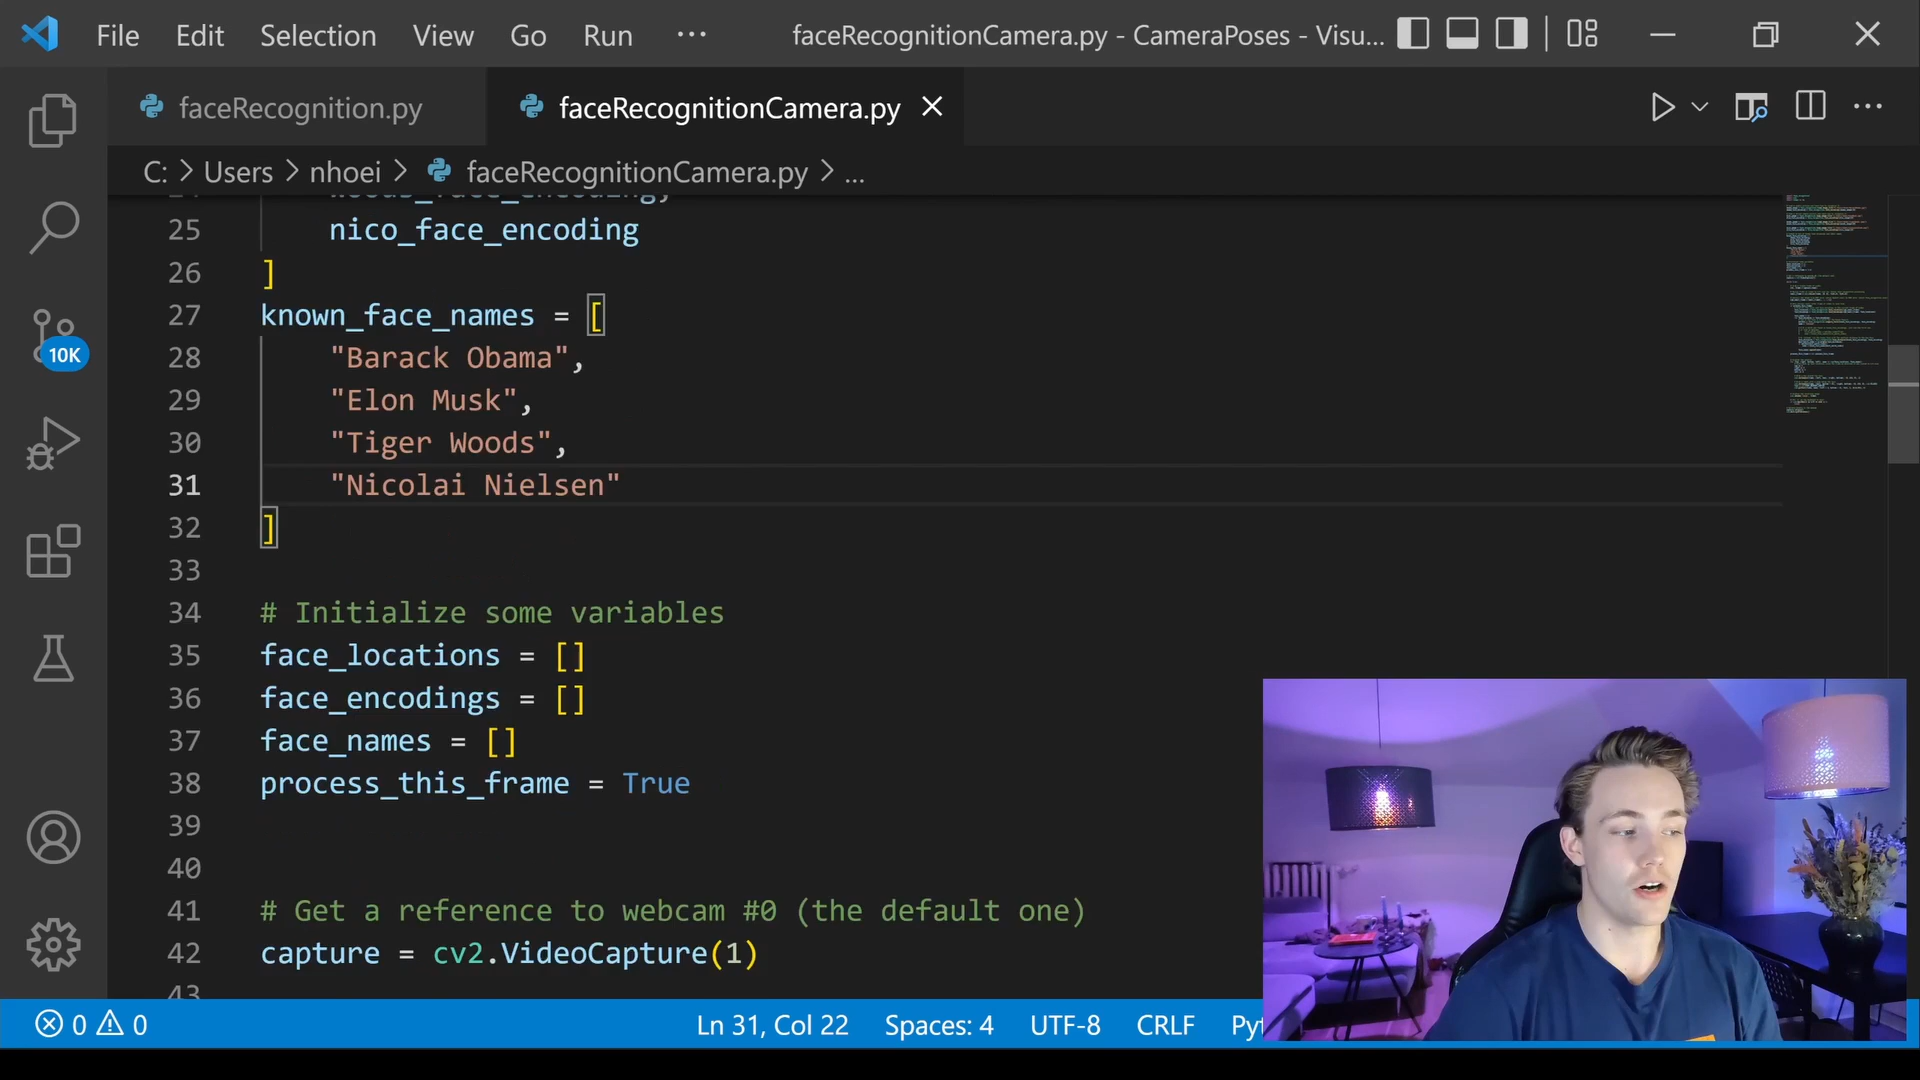 File Edit Selection View Go Run ··· faceRecognitionCamera.py - CameraPoses - Visu...
faceRecognition.py faceRecognitionCamera.py
C: > Users > nhoei > faceRecognitionCamera.py > ...
25 nico_face_encoding
26 ]
27 known_face_names = [
28 "Barack Obama",
29 "Elon Musk",
30 "Tiger Woods",
31 "Nicolai Nielsen"
32 ]
33
34 # Initialize some variables
35 face_locations = []
36 face_encodings = []
37 face_names = []
38 process_this_frame = True
39
40
41 # Get a reference to webcam #0 (the default one)
42 capture = cv2.VideoCapture(1)
43
10K
0 0 Ln 31, Col 22 Spaces: 4 UTF-8 CRLF Py